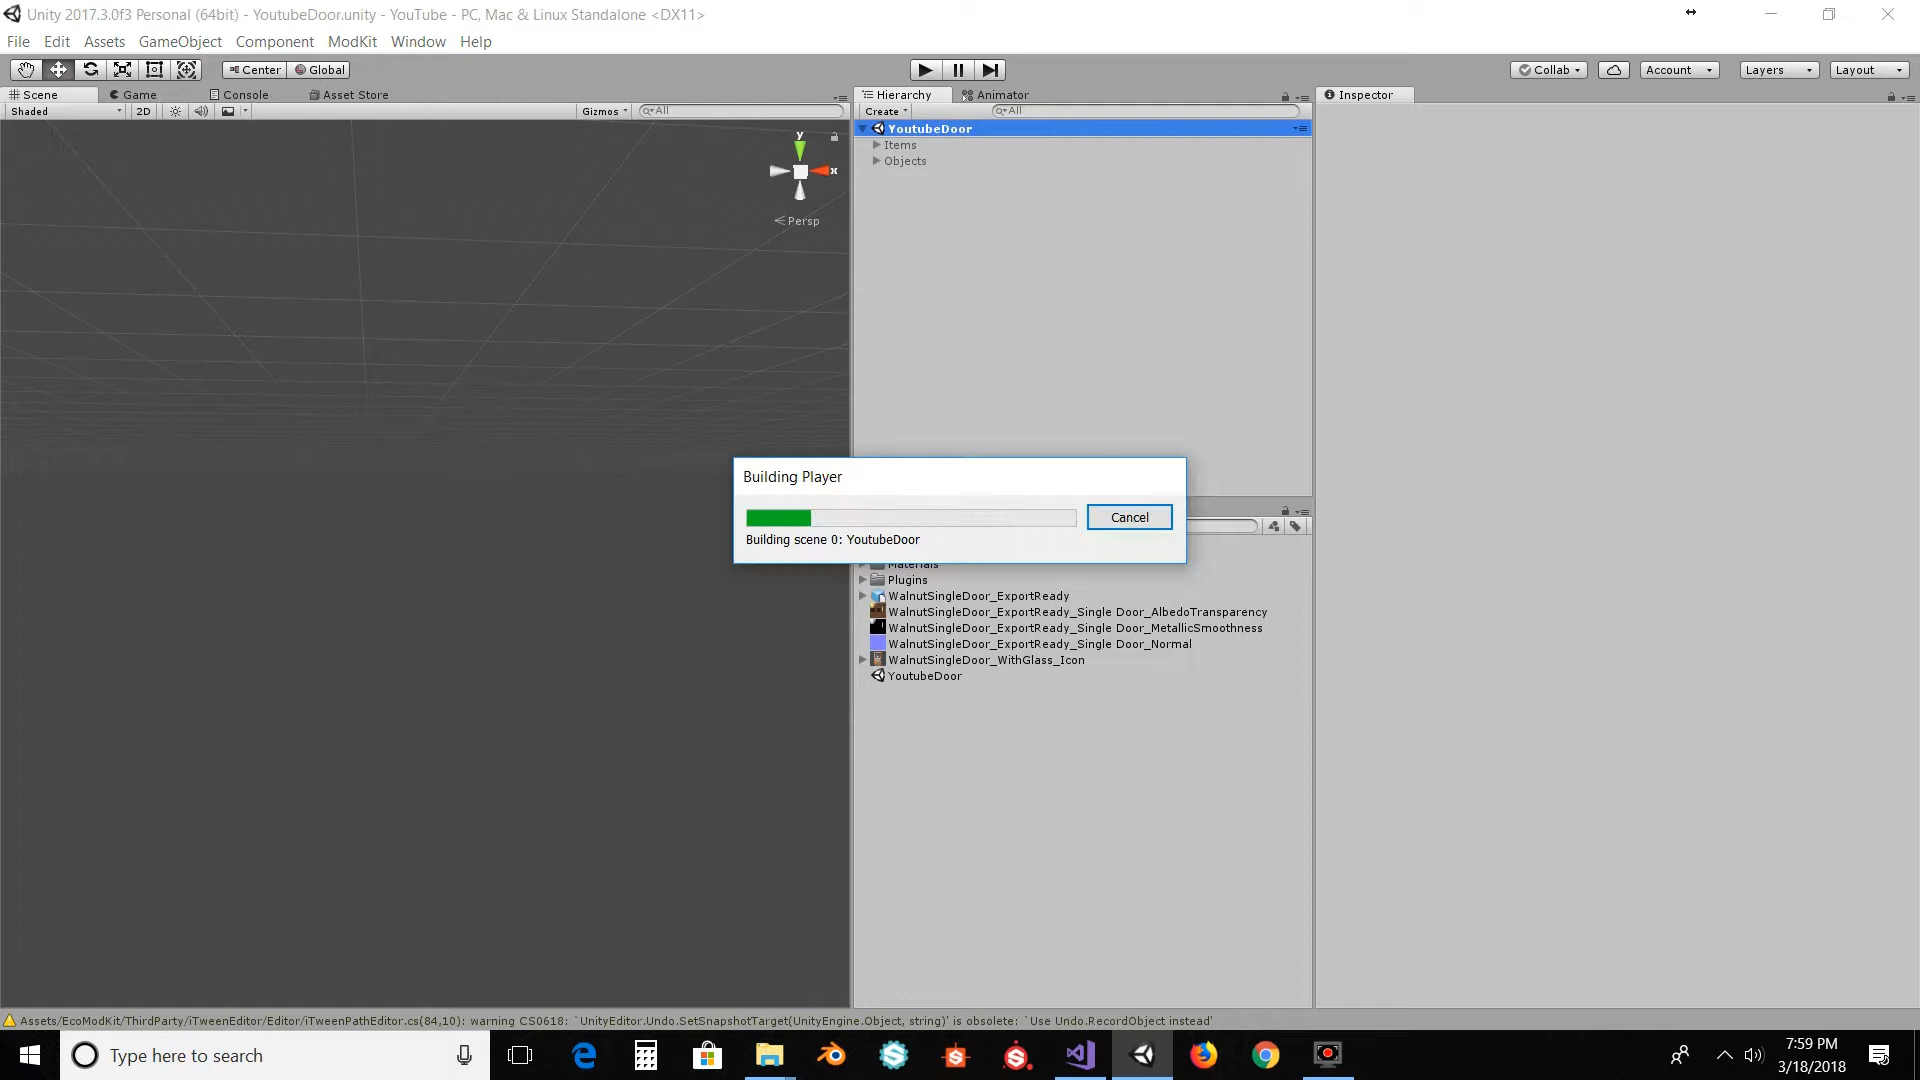 Unity 2017.3.0f3 Personal (64bit) - YoutubeDoor.unity - YouTube - PC, Mac & Linux Standalone <DX11>
File Edit Assets GameObject Component ModKit Window Help
Center Global Collab Account Layers Layout
Scene Game Console Asset Store Hierarchy Animator Inspector
Shaded 2D Gizmos All Create All
YoutubeDoor
Items
Objects
y
x
Persp
Building Player
Cancel
Building scene 0: YoutubeDoor
Materials
Plugins
WalnutSingleDoor_ExportReady
WalnutSingleDoor_ExportReady_Single Door_AlbedoTransparency
WalnutSingleDoor_ExportReady_Single Door_MetallicSmoothness
WalnutSingleDoor_ExportReady_Single Door_Normal
WalnutSingleDoor_WithGlass_Icon
YoutubeDoor
Assets/EcoModKit/ThirdParty/iTweenEditor/Editor/iTweenPathEditor.cs(84,10): warning CS0618: `UnityEditor.Undo.SetSnapshotTarget(UnityEngine.Object, string)' is obsolete: `Use Undo.RecordObject instead'
Type here to search
7:59 PM
3/18/2018